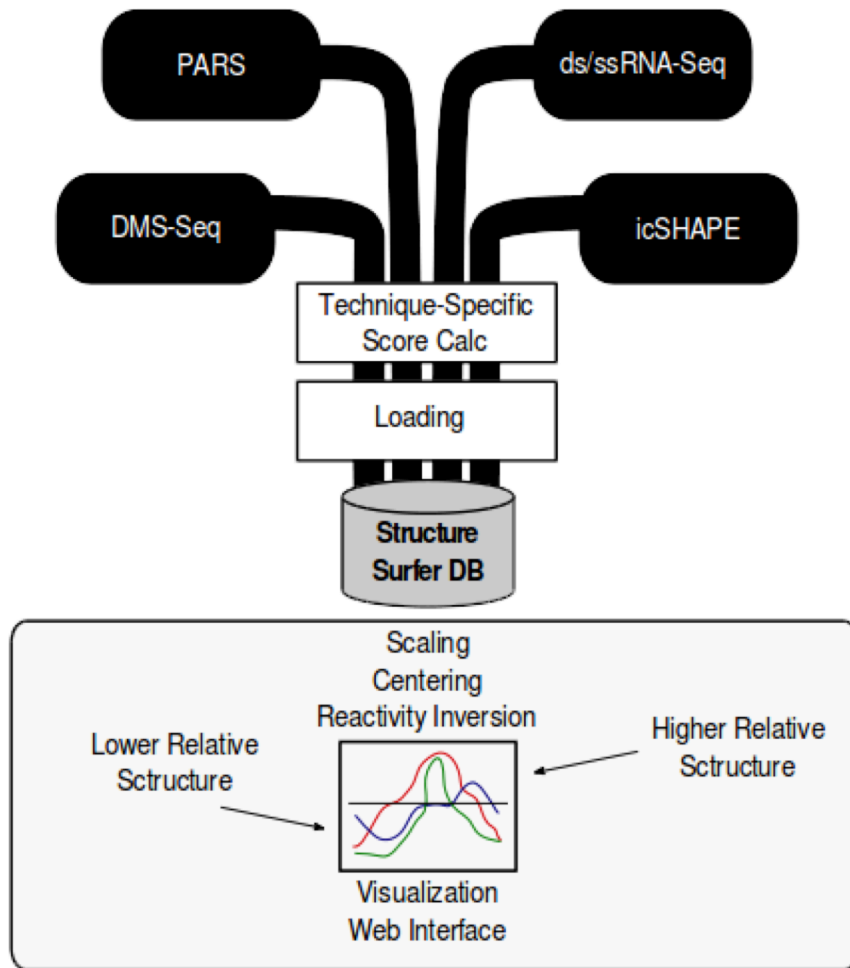 PARS
ds/ssRNA-Seq
DMS-Seq
icSHAPE
Technique-Specific
Score Calc
Loading
Structure
Surfer DB
Scaling
Centering
Reactivity Inversion
Lower Relative
Sctructure
Higher Relative
Sctructure
Visualization
Web Interface